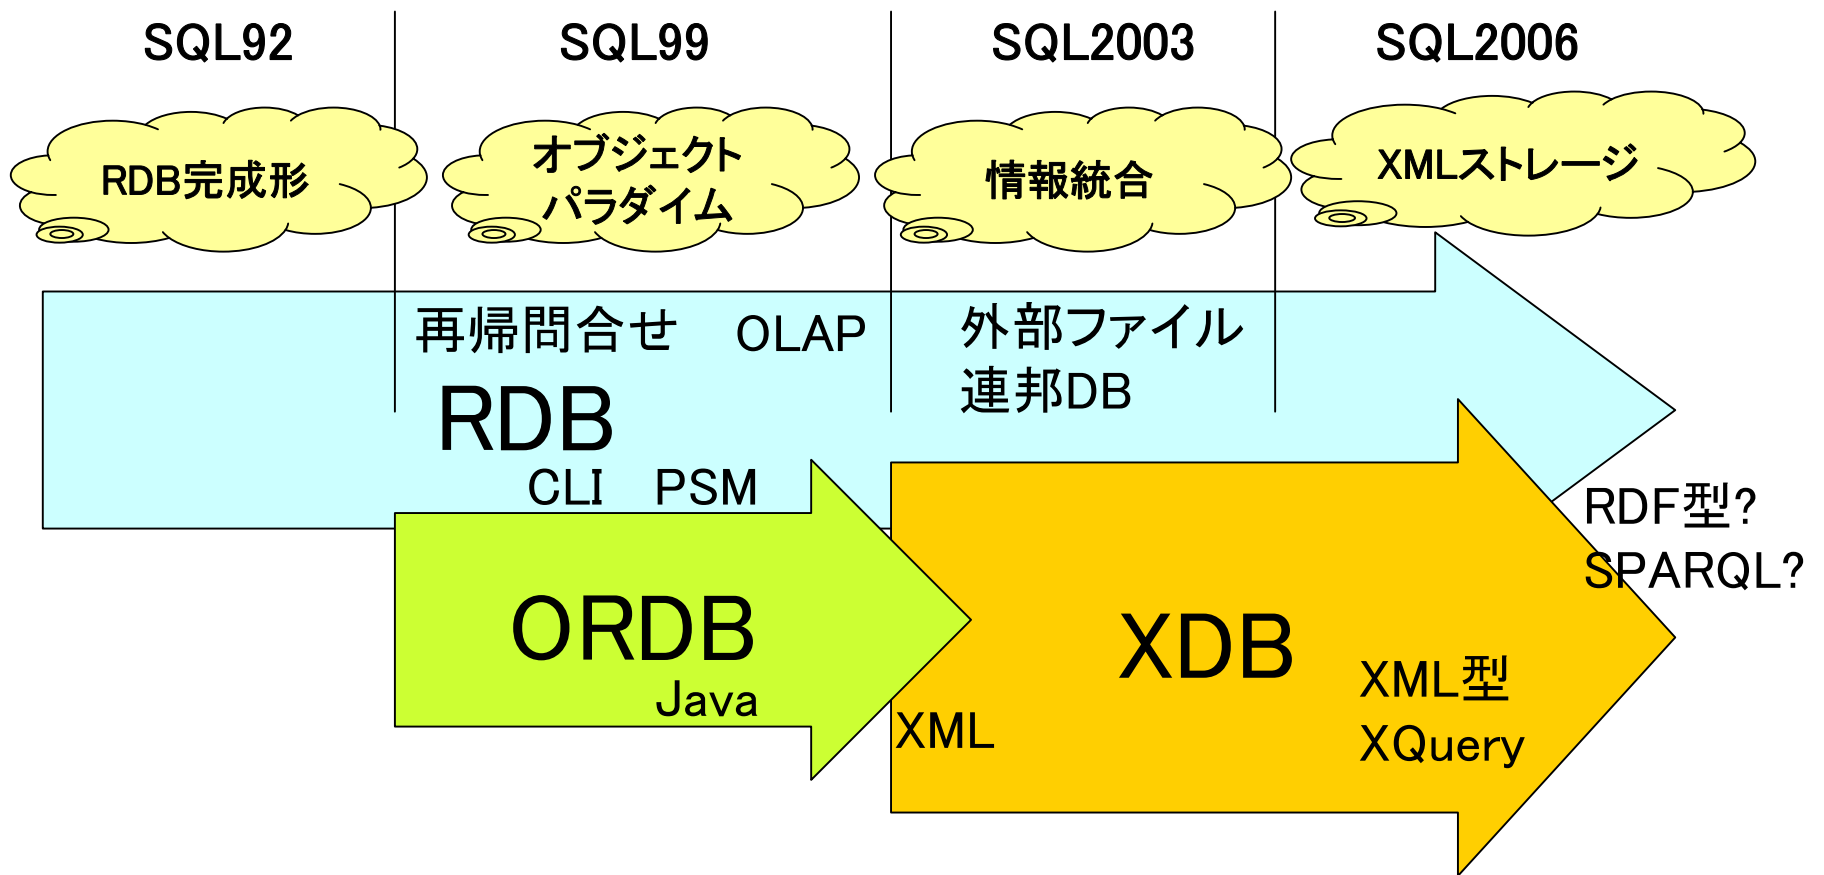 SQL92
SQL99
SQL2003
SQL2006
RDB完成形
オブジェクト
パラダイム
情報統合
XMLストレージ
再帰問合せ
OLAP
外部ファイル
連邦DB
RDB
CLI
PSM
RDF型?
SPARQL?
ORDB
Java
XDB
XML
XML型
XQuery